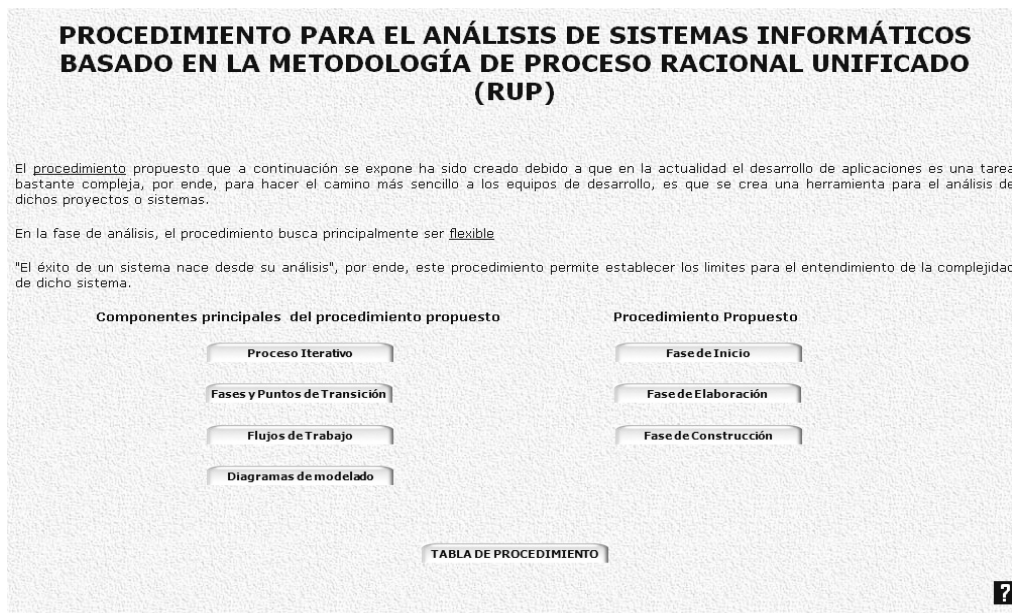 PROCEDIMIENTO PARA EL ANÁLISIS DE SISTEMAS INFORMÁTICOS
BASADO EN LA METODOLOGÍA DE PROCESO RACIONAL UNIFICADO
(RUP)
El procedimiento propuesto que a continuación se expone ha sido creado debido a que en la actualidad el desarrollo de aplicaciones es una tarea
bastante compleja, por ende, para hacer el camino más sencillo a los equipos de desarrollo, es que se crea una herramienta para el análisis de
dichos proyectos o sistemas.
En la fase de análisis, el procedimiento busca principalmente ser flexible
"El éxito de un sistema nace desde su análisis", por ende, este procedimiento permite establecer los limites para el entendimiento de la complejidad
de dicho sistema.
Componentes principales del procedimiento propuesto
Proceso Iterativo
Fases y Puntos de Transición
Flujos de Trabajo
Diagramas de modelado
Procedimiento Propuesto
Fase de Inicio
Fase de Elaboración
Fase de Construcción
TABLA DE PROCEDIMIENTO
?